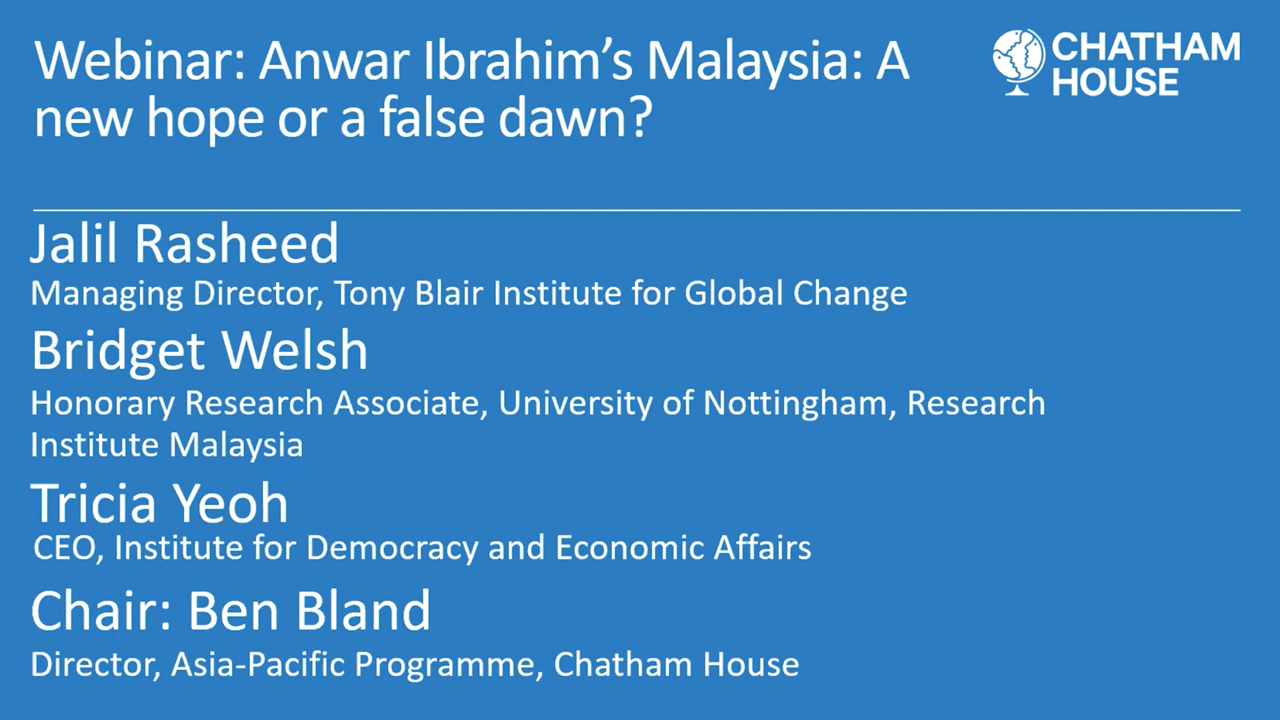 Webinar: Anwar Ibrahim’s Malaysia: A
new hope or a false dawn?
CHATHAM
HOUSE
Jalil Rasheed
Managing Director, Tony Blair Institute for Global Change
Bridget Welsh
Honorary Research Associate, University of Nottingham, Research
Institute Malaysia
Tricia Yeoh
CEO, Institute for Democracy and Economic Affairs
Chair: Ben Bland
Director, Asia-Pacific Programme, Chatham House